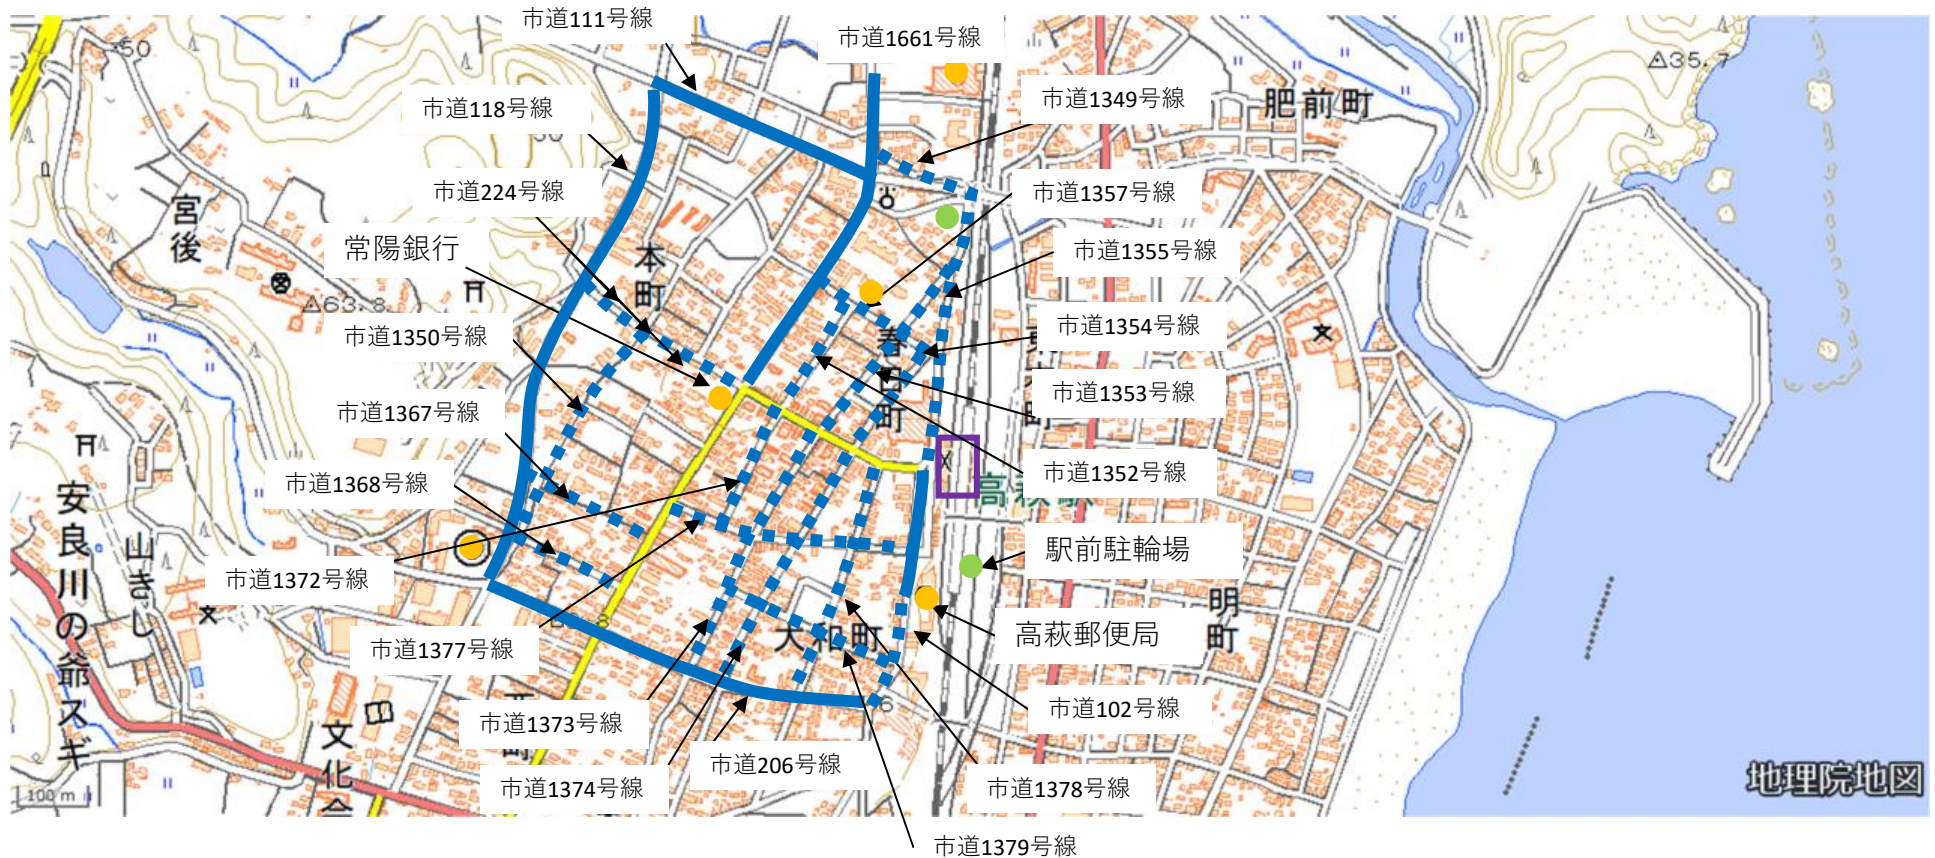 市道111号線
市道1661号線
50
35.7
市道118号線
市道1349号線
肥前町
50
市道224号線
市道1357号線
宮後
常陽銀行
本町
市道1355号線
63.8
市道1350号線
市道1354号線
春日町
市道1367号線
市道1353号線
市道1368号線
市道1352号線
高萩駅
安良川の爺スギ
山きし
市道1372号線
駅前駐輪場
高萩郵便局
明町
大和町
市道1377号線
市道102号線
市道1373号線
文化会
市道206号線
市道1374号線
市道1378号線
市道1379号線
100 m
地理院地図